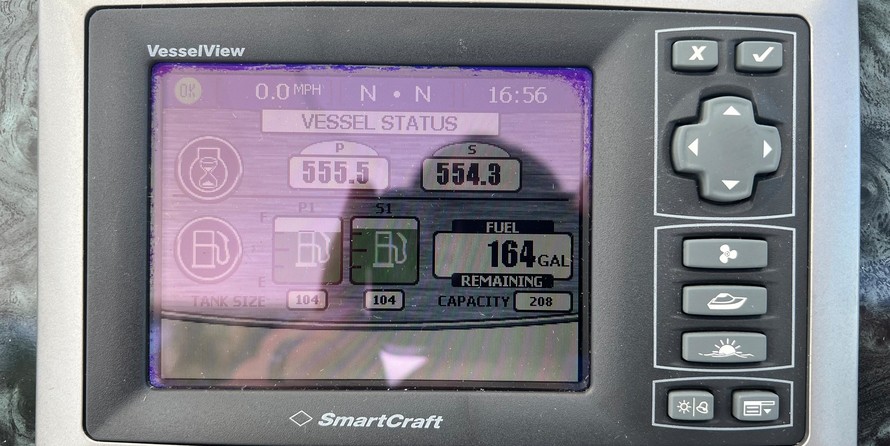 VesselView
OK 0.0 MPH N • N 16:56
VESSEL STATUS
P S
555.5 554.3
P1 S1
F
FUEL
164 GAL
E
REMAINING
TANK SIZE 104 104 CAPACITY 208
SmartCraft
X